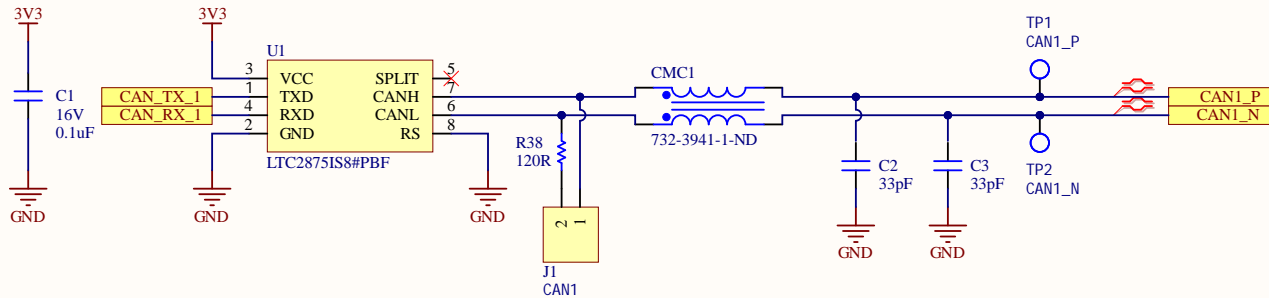 3V3
C1
16V
0.1uF
GND
3V3
CAN_TX_1
CAN_RX_1
GND
U1
3
1
4
2
VCC
TXD
RXD
GND
SPLIT
CANH
CANL
RS
5
7
6
8
LTC2875IS8#PBF
GND
R38
120R
2
1
J1
CAN1
CMC1
732-3941-1-ND
C2
33pF
GND
C3
33pF
GND
TP1
CAN1_P
TP2
CAN1_N
CAN1_P
CAN1_N